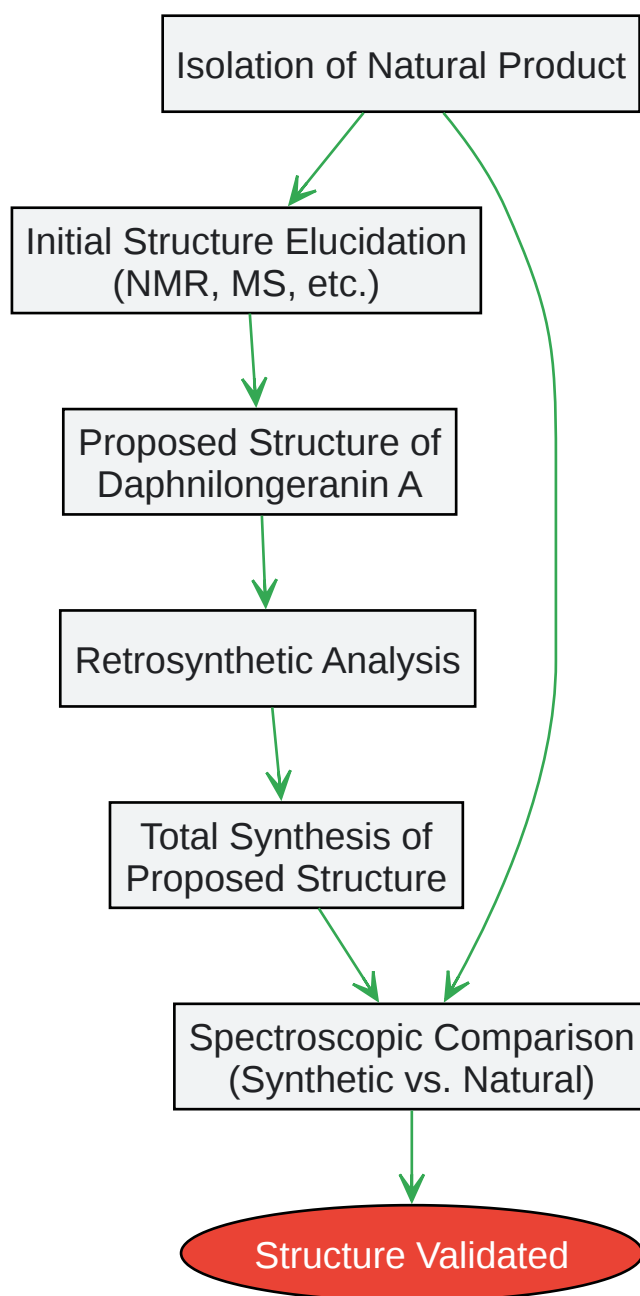 Isolation of Natural Product
Initial Structure Elucidation
(NMR, MS, etc.)
Proposed Structure of
Daphnilongeranin A
Retrosynthetic Analysis
Total Synthesis of
Proposed Structure
Spectroscopic Comparison
(Synthetic vs. Natural)
Structure Validated